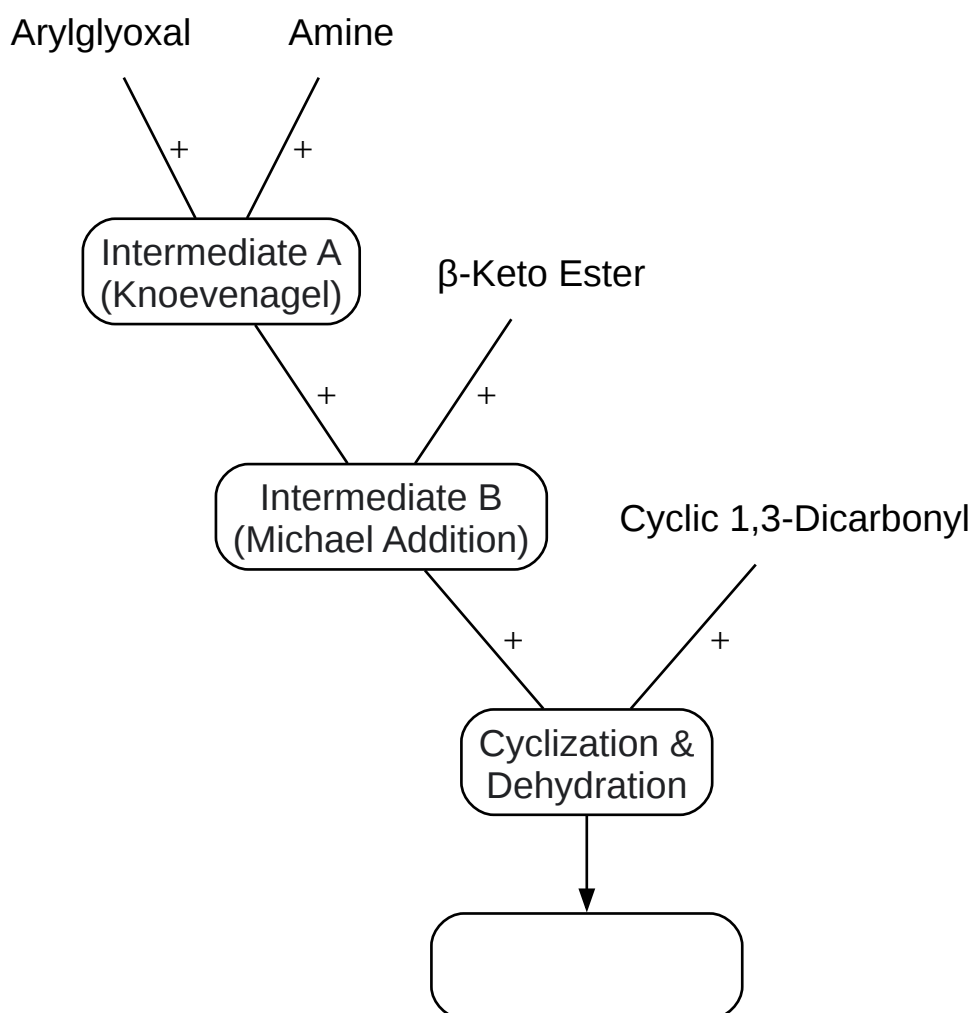 Arylglyoxal
Amine
+
+
Intermediate A
(Knoevenagel)
β-Keto Ester
+
+
Intermediate B
(Michael Addition)
Cyclic 1,3-Dicarbonyl
+
+
Cyclization &
Dehydration